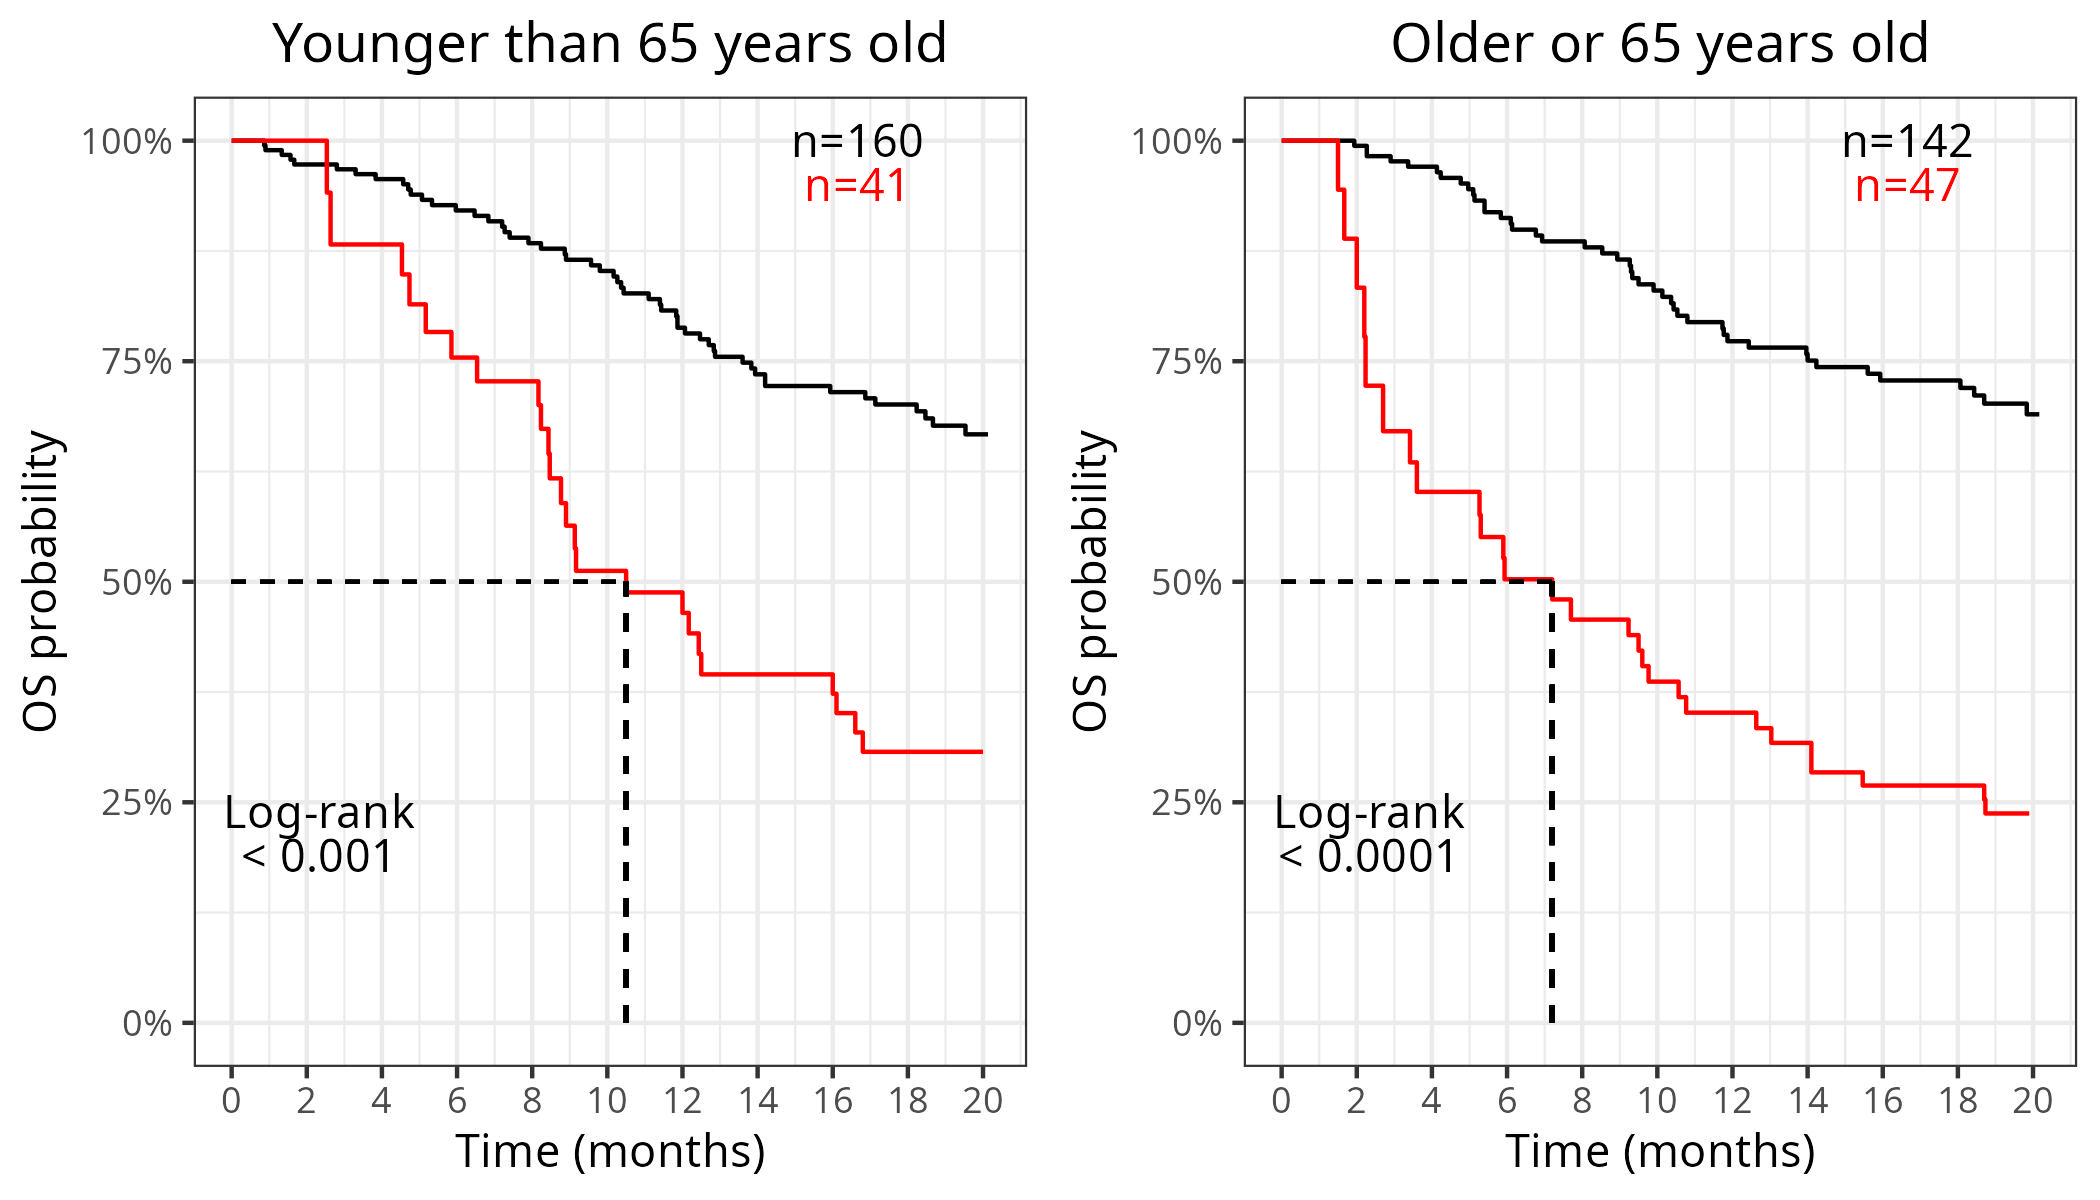 Younger than 65 years old
OS probability
100%
75%
50%
25%
0%
n=160
n=41
Log-rank
< 0.001
0 2 4 6 8 10 12 14 16 18 20
Time (months)
Older or 65 years old
OS probability
100%
75%
50%
25%
0%
n=142
n=47
Log-rank
< 0.0001
0 2 4 6 8 10 12 14 16 18 20
Time (months)